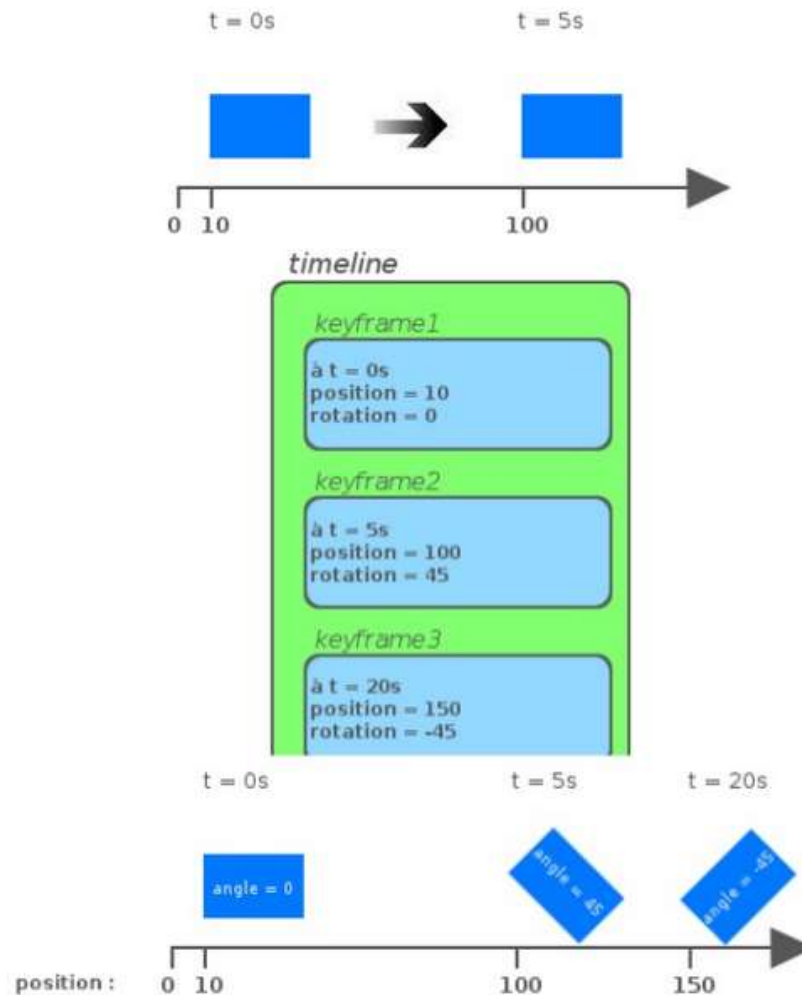 t = 0s t = 5s
0 10 100
timeline
keyframe1
à t = 0s
position = 10
rotation = 0
keyframe2
à t = 5s
position = 100
rotation = 45
keyframe3
à t = 20s
position = 150
rotation = -45
t = 0s t = 5s t = 20s
angle = 0 angle = 45 angle = -45
position : 0 10 100 150